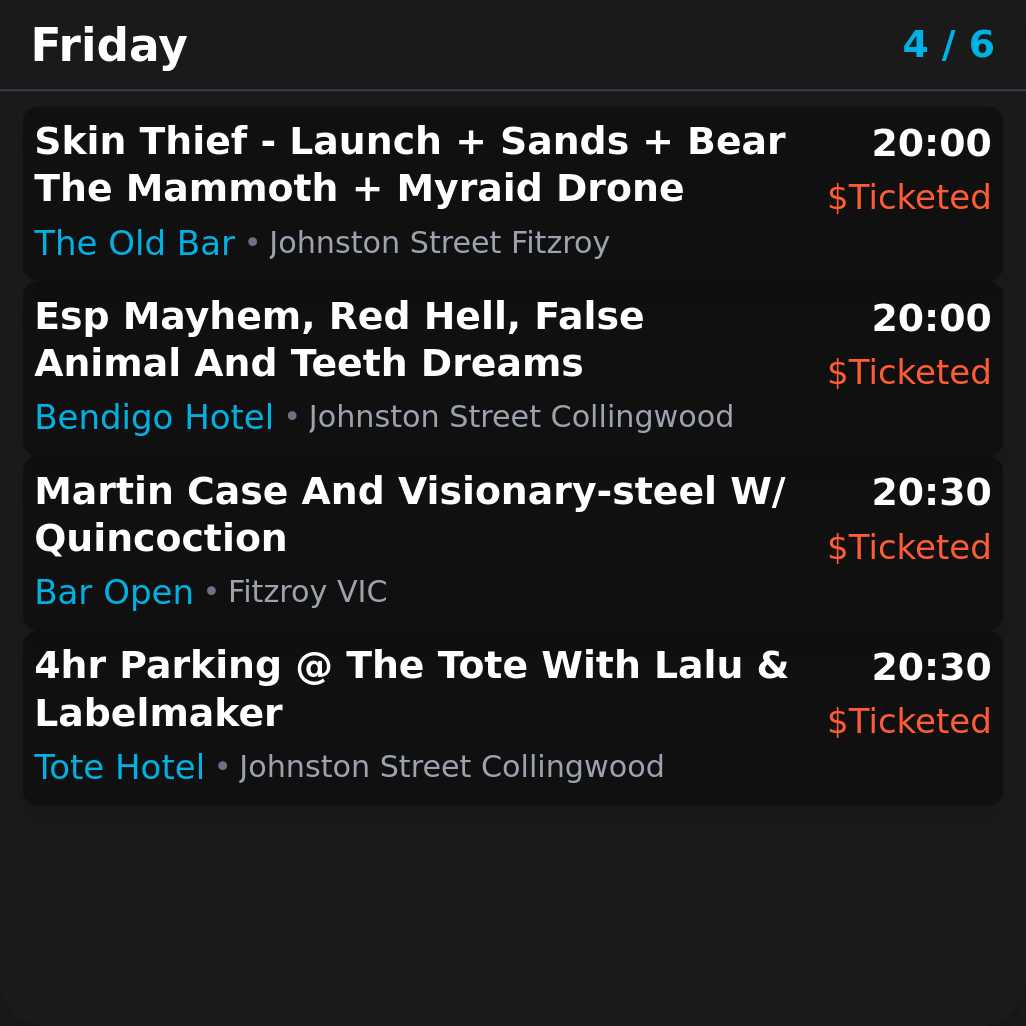 Friday
4 / 6
Skin Thief - Launch + Sands + Bear
The Mammoth + Myraid Drone
20:00
$Ticketed
The Old Bar • Johnston Street Fitzroy
Esp Mayhem, Red Hell, False
Animal And Teeth Dreams
20:00
$Ticketed
Bendigo Hotel • Johnston Street Collingwood
Martin Case And Visionary-steel W/
Quincoction
20:30
$Ticketed
Bar Open • Fitzroy VIC
4hr Parking @ The Tote With Lalu &
Labelmaker
20:30
$Ticketed
Tote Hotel • Johnston Street Collingwood